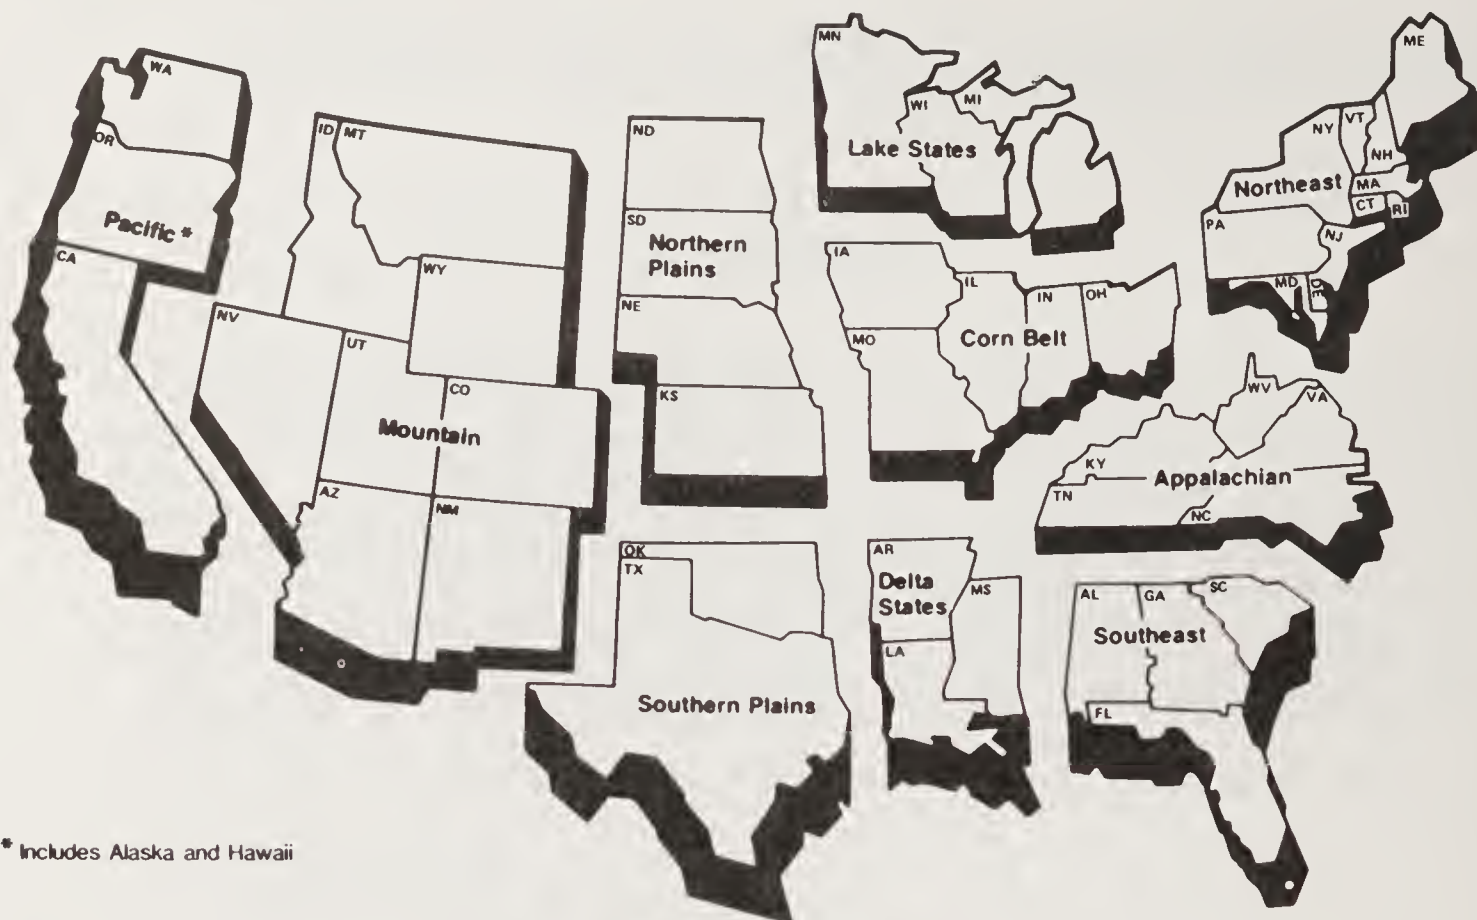 WA
OR
Pacific *
CA
ID
MT
WY
NV
UT
CO
Mountain
AZ
NM
ND
SD
Northern
Plains
NE
KS
OK
TX
Southern Plains
MN
WI
MI
Lake States
IA
IL
IN
OH
MO
Corn Belt
AR
Delta
States
MS
LA
ME
VT
NY
NH
Northeast
MA
CT
RI
PA
NJ
MD
DE
WV
VA
KY
Appalachian
TN
NC
AL
GA
SC
Southeast
FL
* Includes Alaska and Hawaii